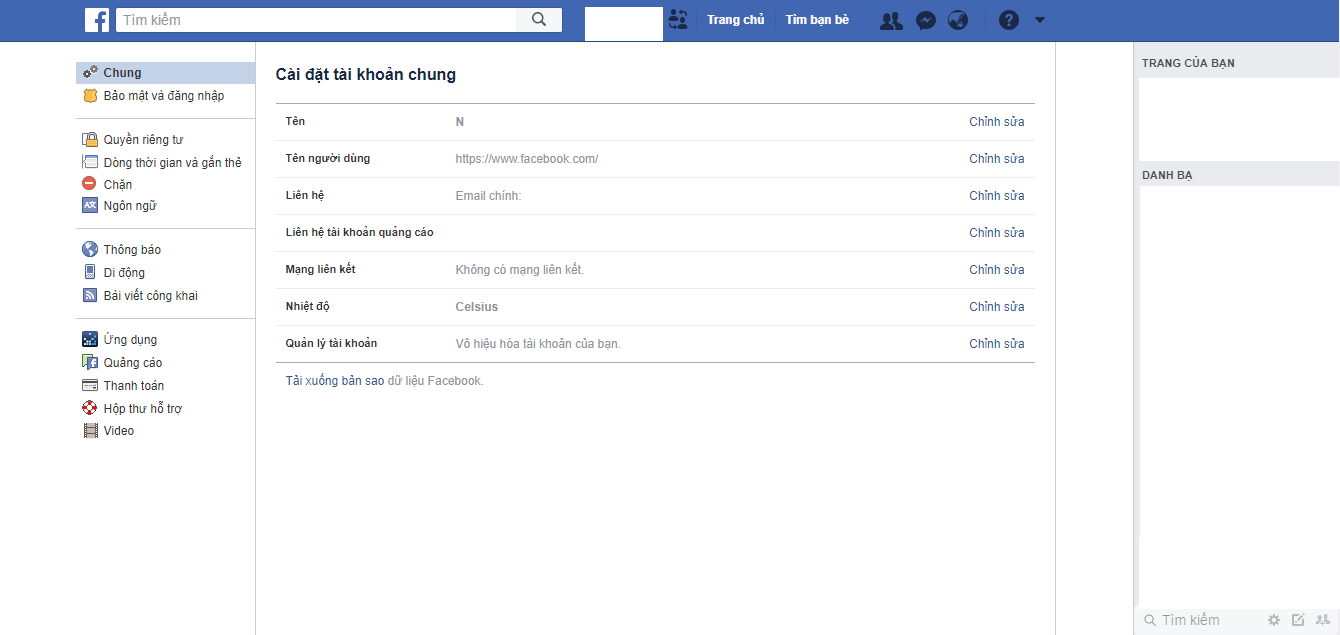 f Tìm kiếm Trang chủ Tìm bạn bè ?
Chung
Bảo mật và đăng nhập
Quyền riêng tư
Dòng thời gian và gắn thẻ
Chặn
Ngôn ngữ
Thông báo
Di động
Bài viết công khai
Ứng dụng
Quảng cáo
Thanh toán
Hộp thư hỗ trợ
Video
Cài đặt tài khoản chung
Tên N Chỉnh sửa
Tên người dùng https://www.facebook.com/ Chỉnh sửa
Liên hệ Email chính: Chỉnh sửa
Liên hệ tài khoản quảng cáo Chỉnh sửa
Mạng liên kết Không có mạng liên kết. Chỉnh sửa
Nhiệt độ Celsius Chỉnh sửa
Quản lý tài khoản Vô hiệu hóa tài khoản của bạn. Chỉnh sửa
Tải xuống bản sao dữ liệu Facebook.
TRANG CỦA BẠN
DANH BẠ
Tìm kiếm